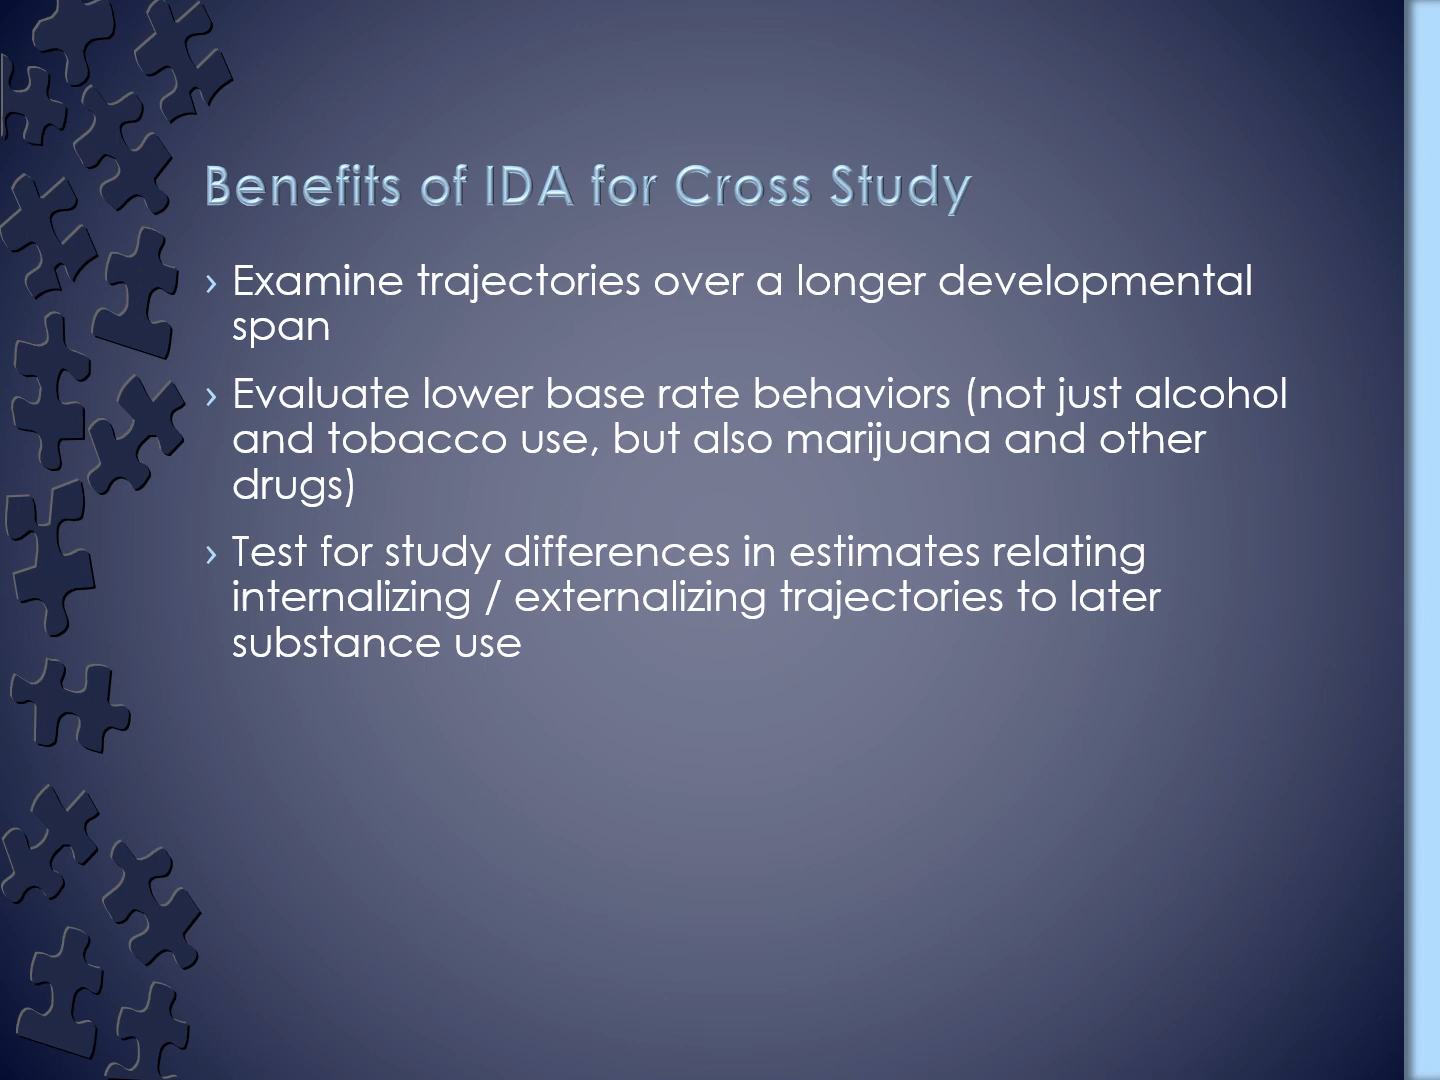 Benefits of IDA for Cross Study
› Examine trajectories over a longer developmental
span
› Evaluate lower base rate behaviors (not just alcohol
and tobacco use, but also marijuana and other
drugs)
› Test for study differences in estimates relating
internalizing / externalizing trajectories to later
substance use